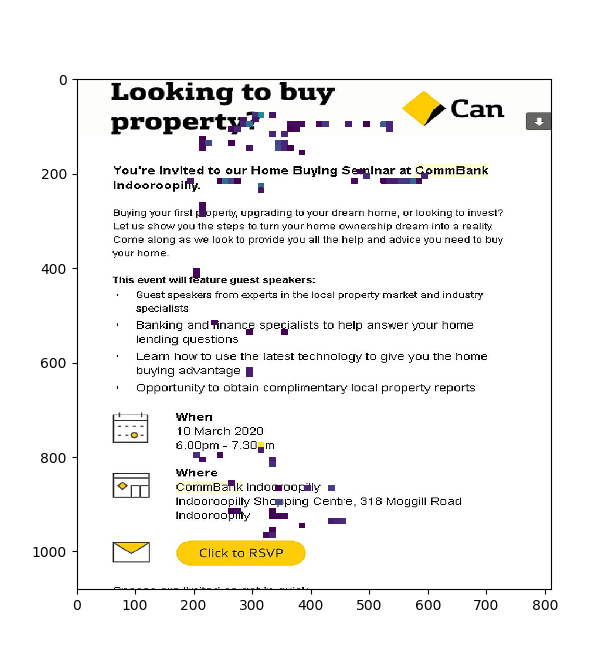 0
Looking to buy
property
Can
200
You're invited to our Home Buying Seminar at CommBank
Indooroopilly.
Buying your first property, upgrading to your dream home, or looking to invest?
Let us show you the steps to turn your home ownership dream into a reality.
Come along as we look to provide you all the help and advice you need to buy
your home.
400
This event will feature guest speakers:
· Guest speakers from experts in the local property market and industry
specialists
· Banking and finance specialists to help answer your home
lending questions
600
· Learn how to use the latest technology to give you the home
buying advantage
· Opportunity to obtain complimentary local property reports
When
10 March 2020
6.00pm - 7.30pm
800
Where
CommBank Indooroopilly
Indooroopilly Shopping Centre, 318 Moggill Road
Indooroopilly
1000
Click to RSVP
0 100 200 300 400 500 600 700 800